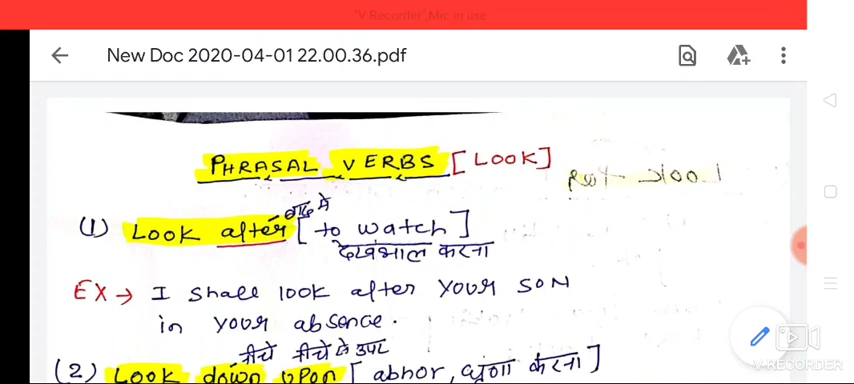 "V Recorder", Mic in use
New Doc 2020-04-01 22.00.36.pdf
PHRASAL VERBS [LOOK]
बाद मे
(1) Look after [to watch]
देखभाल करना
EX → I shall look after your son
in your absence.
नीचे नीचे के उपर
(2) Look down upon [abhor, घृणा करना]
V-RECORDER